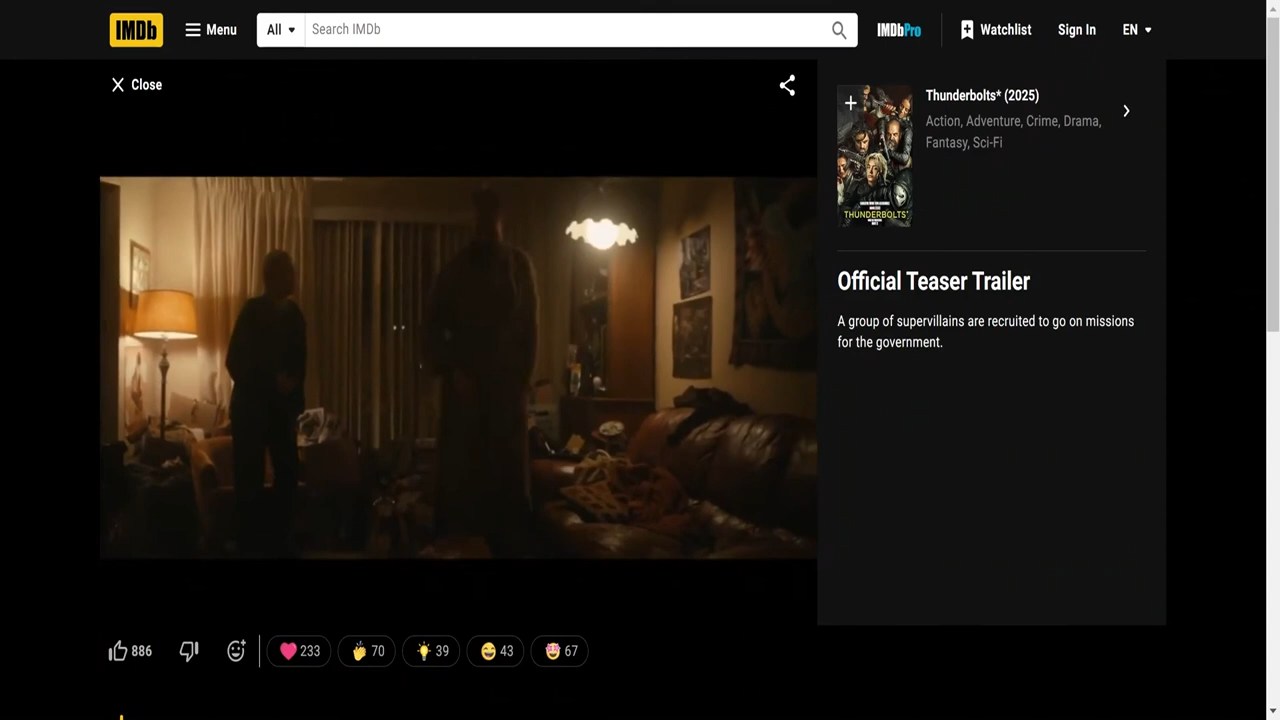 IMDb
Menu
All
Search IMDb
IMDbPro
Watchlist
Sign In
EN
Close
Thunderbolts* (2025)
Action, Adventure, Crime, Drama,
Fantasy, Sci-Fi
THUNDERBOLTS*
Official Teaser Trailer
A group of supervillains are recruited to go on missions
for the government.
886
233
70
39
43
67